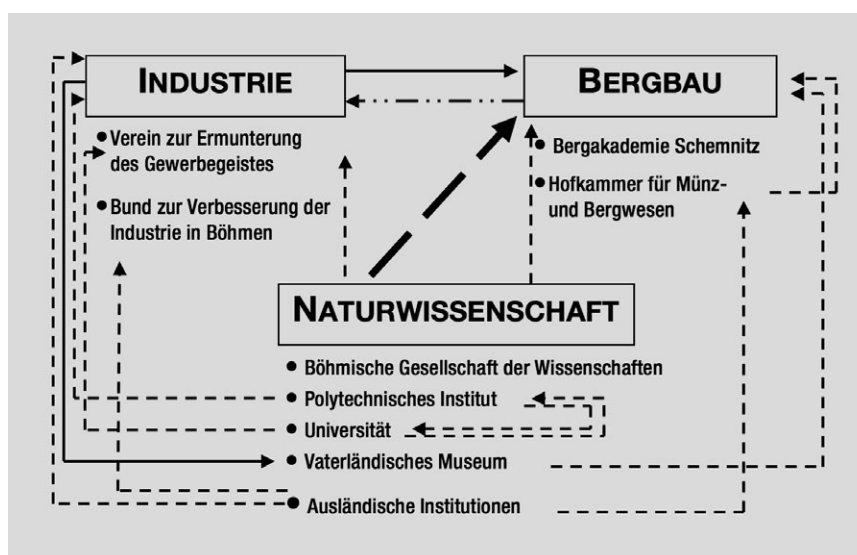 INDUSTRIE
BERGBAU
• Verein zur Ermunterung
des Gewerbegeistes
• Bund zur Verbesserung der
Industrie in Böhmen
• Bergakademie Schemnitz
• Hofkammer für Münz-
und Bergwesen
NATURWISSENSCHAFT
• Böhmische Gesellschaft der Wissenschaften
• Polytechnisches Institut
• Universität
• Vaterländisches Museum
• Ausländische Institutionen